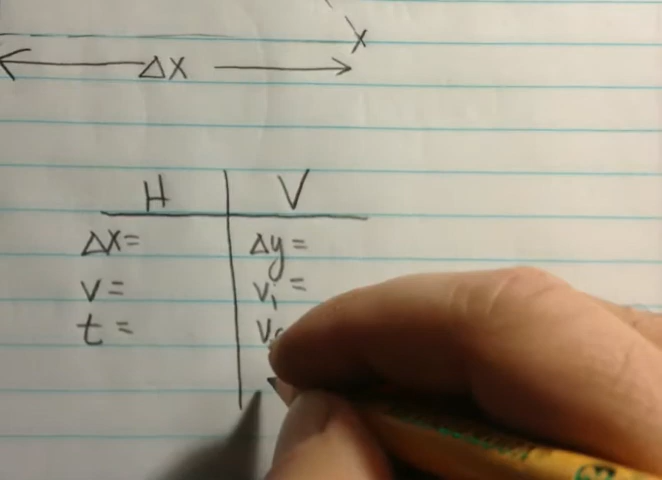 x
Δx
H V
Δx= Δy=
v= vi=
t=